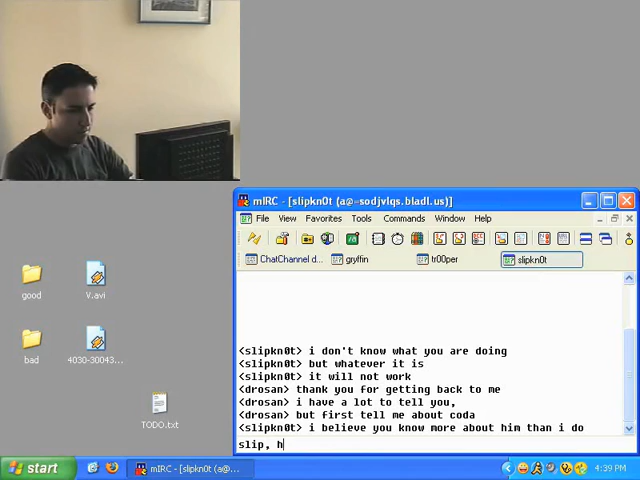 mIRC - [slipkn0t (a@=sodjvlqs.bladl.us)]
File View Favorites Tools Commands Window Help
ChatChannel d... gryffin tr00per slipkn0t
<slipkn0t> i don't know what you are doing
<slipkn0t> but whatever it is
<slipkn0t> it will not work
<drosan> thank you for getting back to me
<drosan> i have a lot to tell you,
<drosan> but first tell me about coda
<slipkn0t> i believe you know more about him than i do
slip, h
good
V.avi
bad
4030-30043...
TODO.txt
start
mIRC - [slipkn0t (a@...
4:39 PM